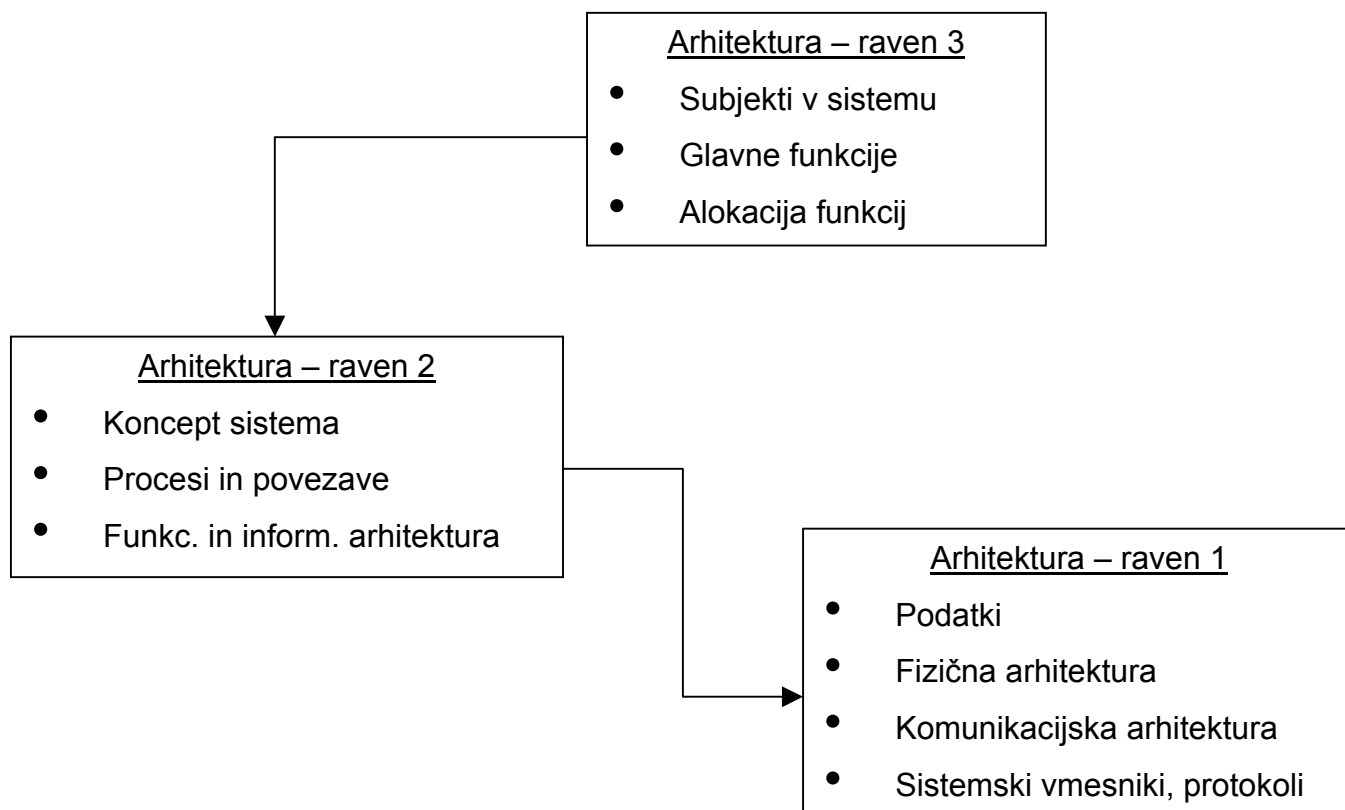 Arhitektura – raven 3
• Subjekti v sistemu
• Glavne funkcije
• Alokacija funkcij
Arhitektura – raven 2
• Koncept sistema
• Procesi in povezave
• Funkc. in inform. arhitektura
Arhitektura – raven 1
• Podatki
• Fizična arhitektura
• Komunikacijska arhitektura
• Sistemski vmesniki, protokoli